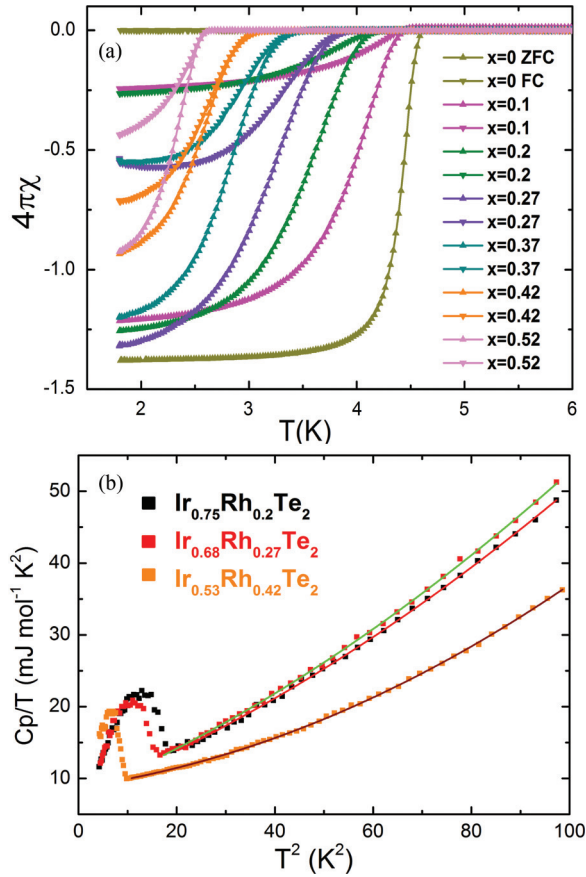 (a)
0.0
-0.5
-1.0
-1.5
4πχ
2
3
4
5
6
T(K)
x=0 ZFC
x=0 FC
x=0.1
x=0.1
x=0.2
x=0.2
x=0.27
x=0.27
x=0.37
x=0.37
x=0.42
x=0.42
x=0.52
x=0.52
(b)
Ir0.75Rh0.2Te2
Ir0.68Rh0.27Te2
Ir0.53Rh0.42Te2
50
40
30
20
10
Cp/T (mJ mol⁻¹ K²)
0
20
40
60
80
100
T² (K²)